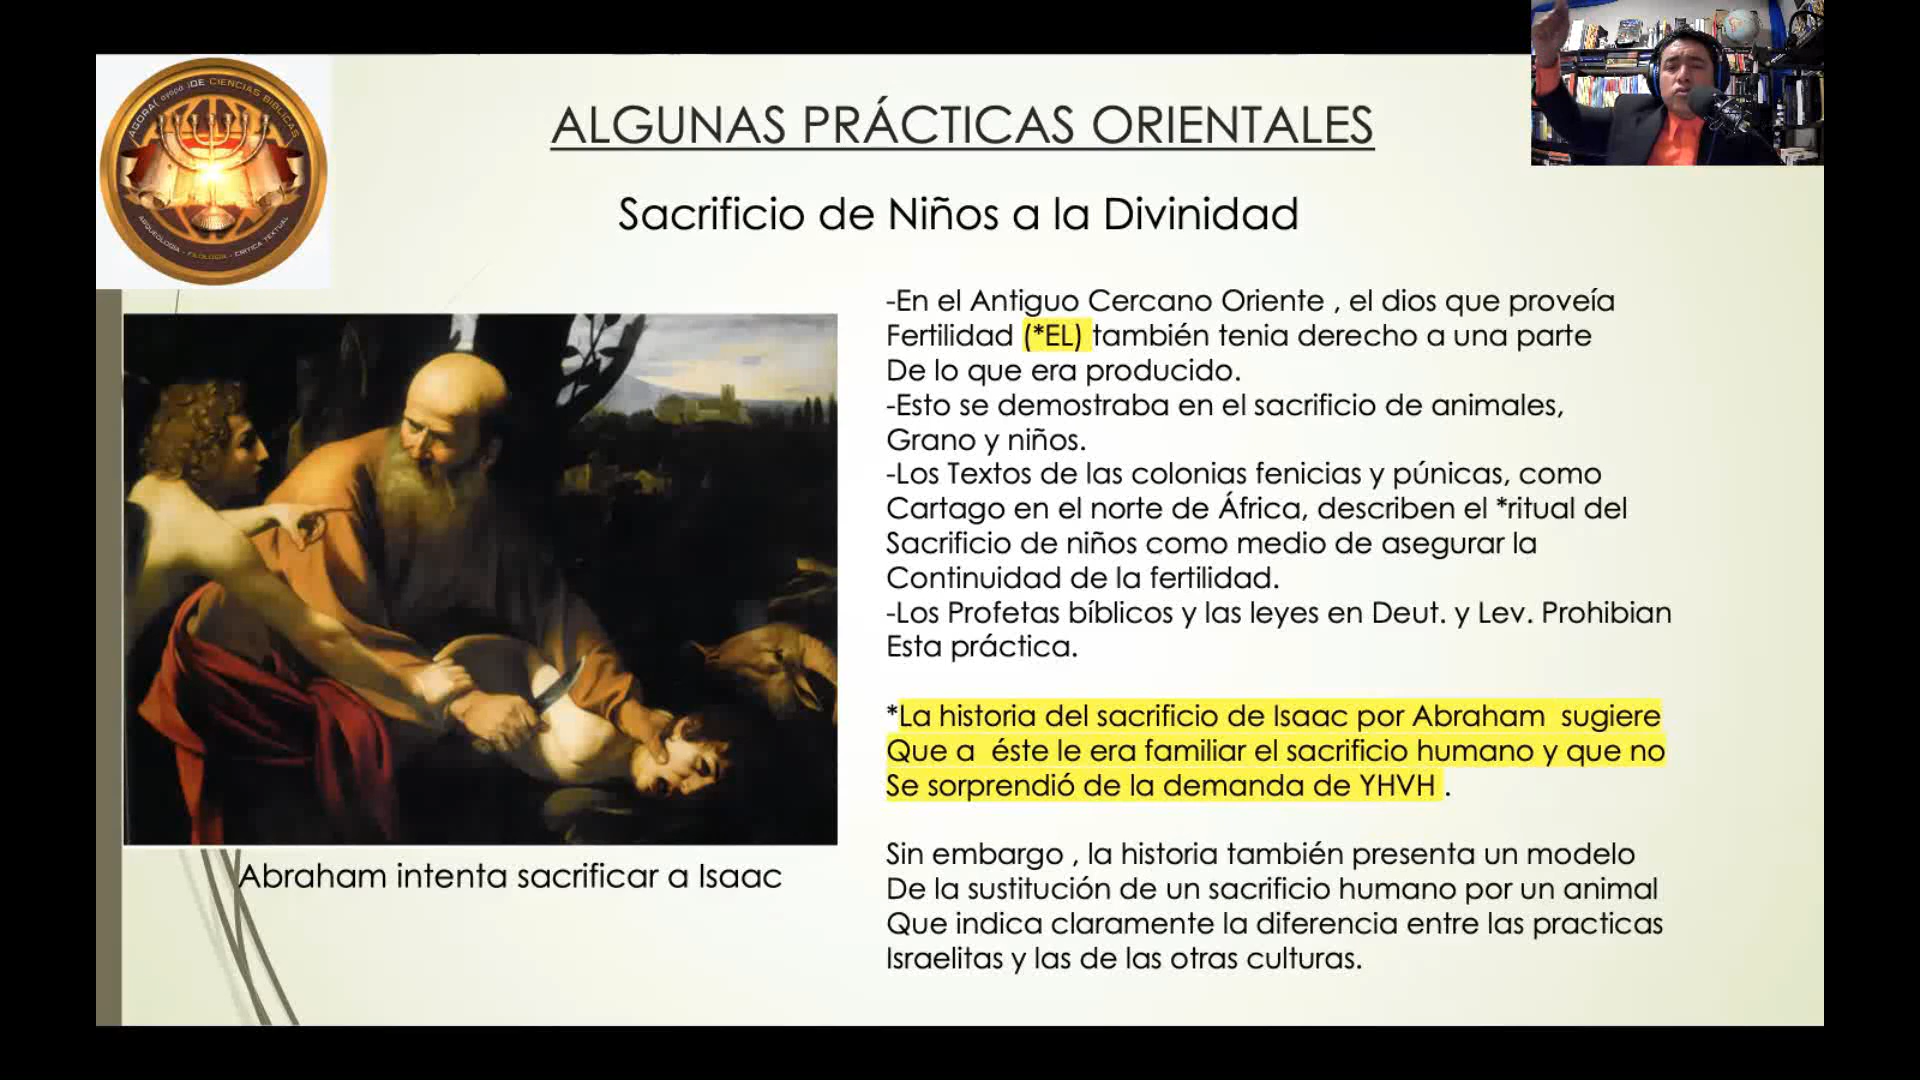 AGORA( αγορά )DE CIENCIAS BIBLICAS
ARQUEOLOGIA - FILOLOGIA - CRITICA TEXTUAL
ALGUNAS PRÁCTICAS ORIENTALES
Sacrificio de Niños a la Divinidad
-En el Antiguo Cercano Oriente , el dios que proveía
Fertilidad (*EL) también tenia derecho a una parte
De lo que era producido.
-Esto se demostraba en el sacrificio de animales,
Grano y niños.
-Los Textos de las colonias fenicias y púnicas, como
Cartago en el norte de África, describen el *ritual del
Sacrificio de niños como medio de asegurar la
Continuidad de la fertilidad.
-Los Profetas bíblicos y las leyes en Deut. y Lev. Prohibian
Esta práctica.
*La historia del sacrificio de Isaac por Abraham sugiere
Que a éste le era familiar el sacrificio humano y que no
Se sorprendió de la demanda de YHVH .
Sin embargo , la historia también presenta un modelo
De la sustitución de un sacrificio humano por un animal
Que indica claramente la diferencia entre las practicas
Israelitas y las de las otras culturas.
Abraham intenta sacrificar a Isaac